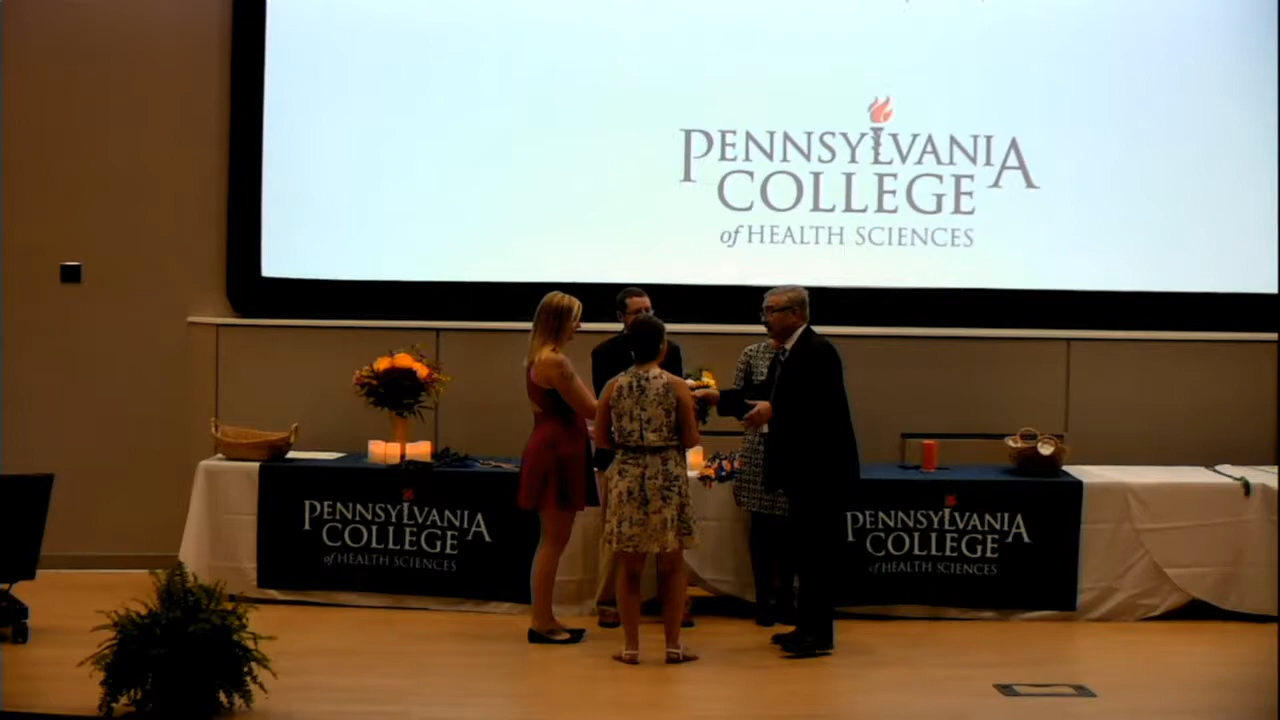 PENNSYLVANIA
COLLEGE
of HEALTH SCIENCES
PENNSYLVANIA
COLLEGE
of HEALTH SCIENCES
PENNSYLVANIA
COLLEGE
of HEALTH SCIENCES